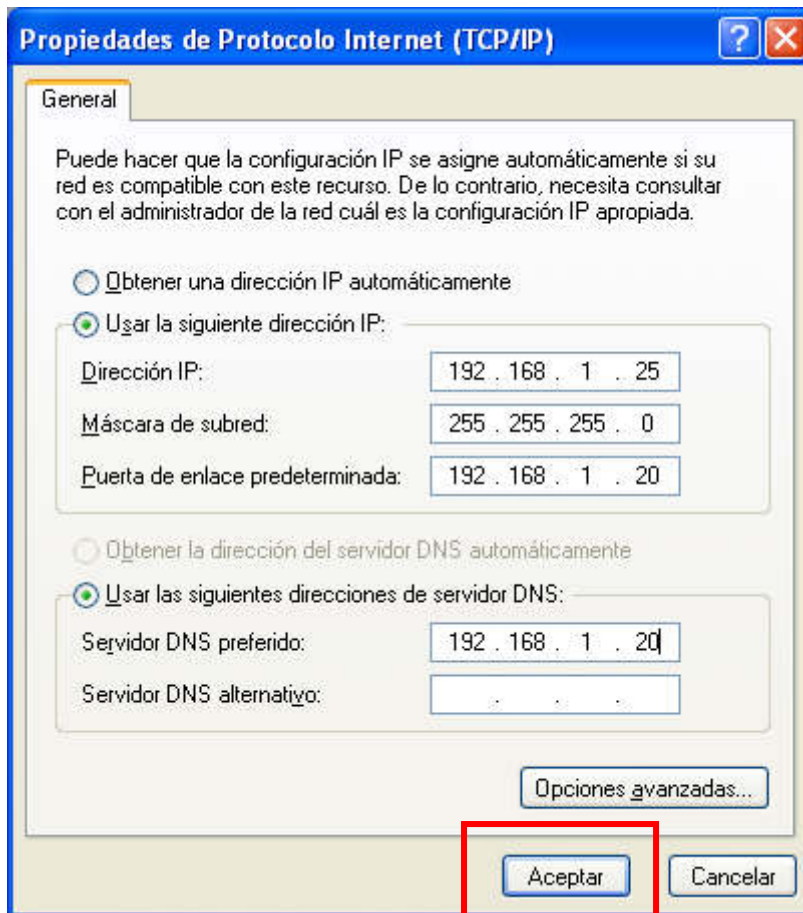 Propiedades de Protocolo Internet (TCP/IP)
General
Puede hacer que la configuración IP se asigne automáticamente si su
red es compatible con este recurso. De lo contrario, necesita consultar
con el administrador de la red cuál es la configuración IP apropiada.
Obtener una dirección IP automáticamente
Usar la siguiente dirección IP:
Dirección IP: 192 . 168 . 1 . 25
Máscara de subred: 255 . 255 . 255 . 0
Puerta de enlace predeterminada: 192 . 168 . 1 . 20
Obtener la dirección del servidor DNS automáticamente
Usar las siguientes direcciones de servidor DNS:
Servidor DNS preferido: 192 . 168 . 1 . 20
Servidor DNS alternativo: . . .
Opciones avanzadas...
Aceptar Cancelar